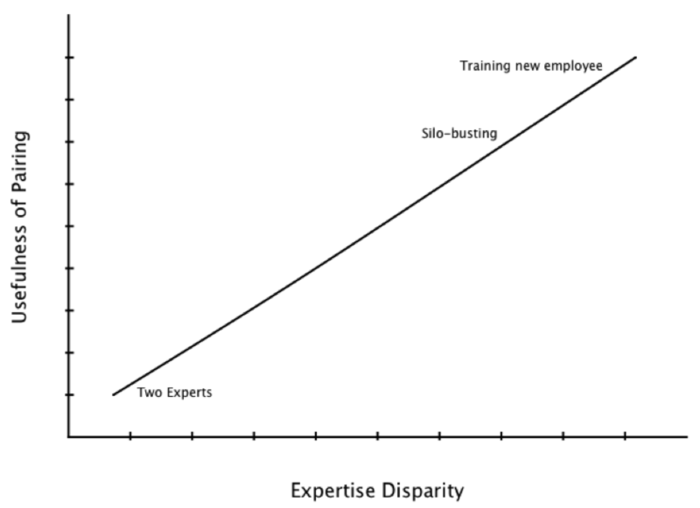 Training new employee
Silo-busting
Usefulness of Pairing
Two Experts
Expertise Disparity